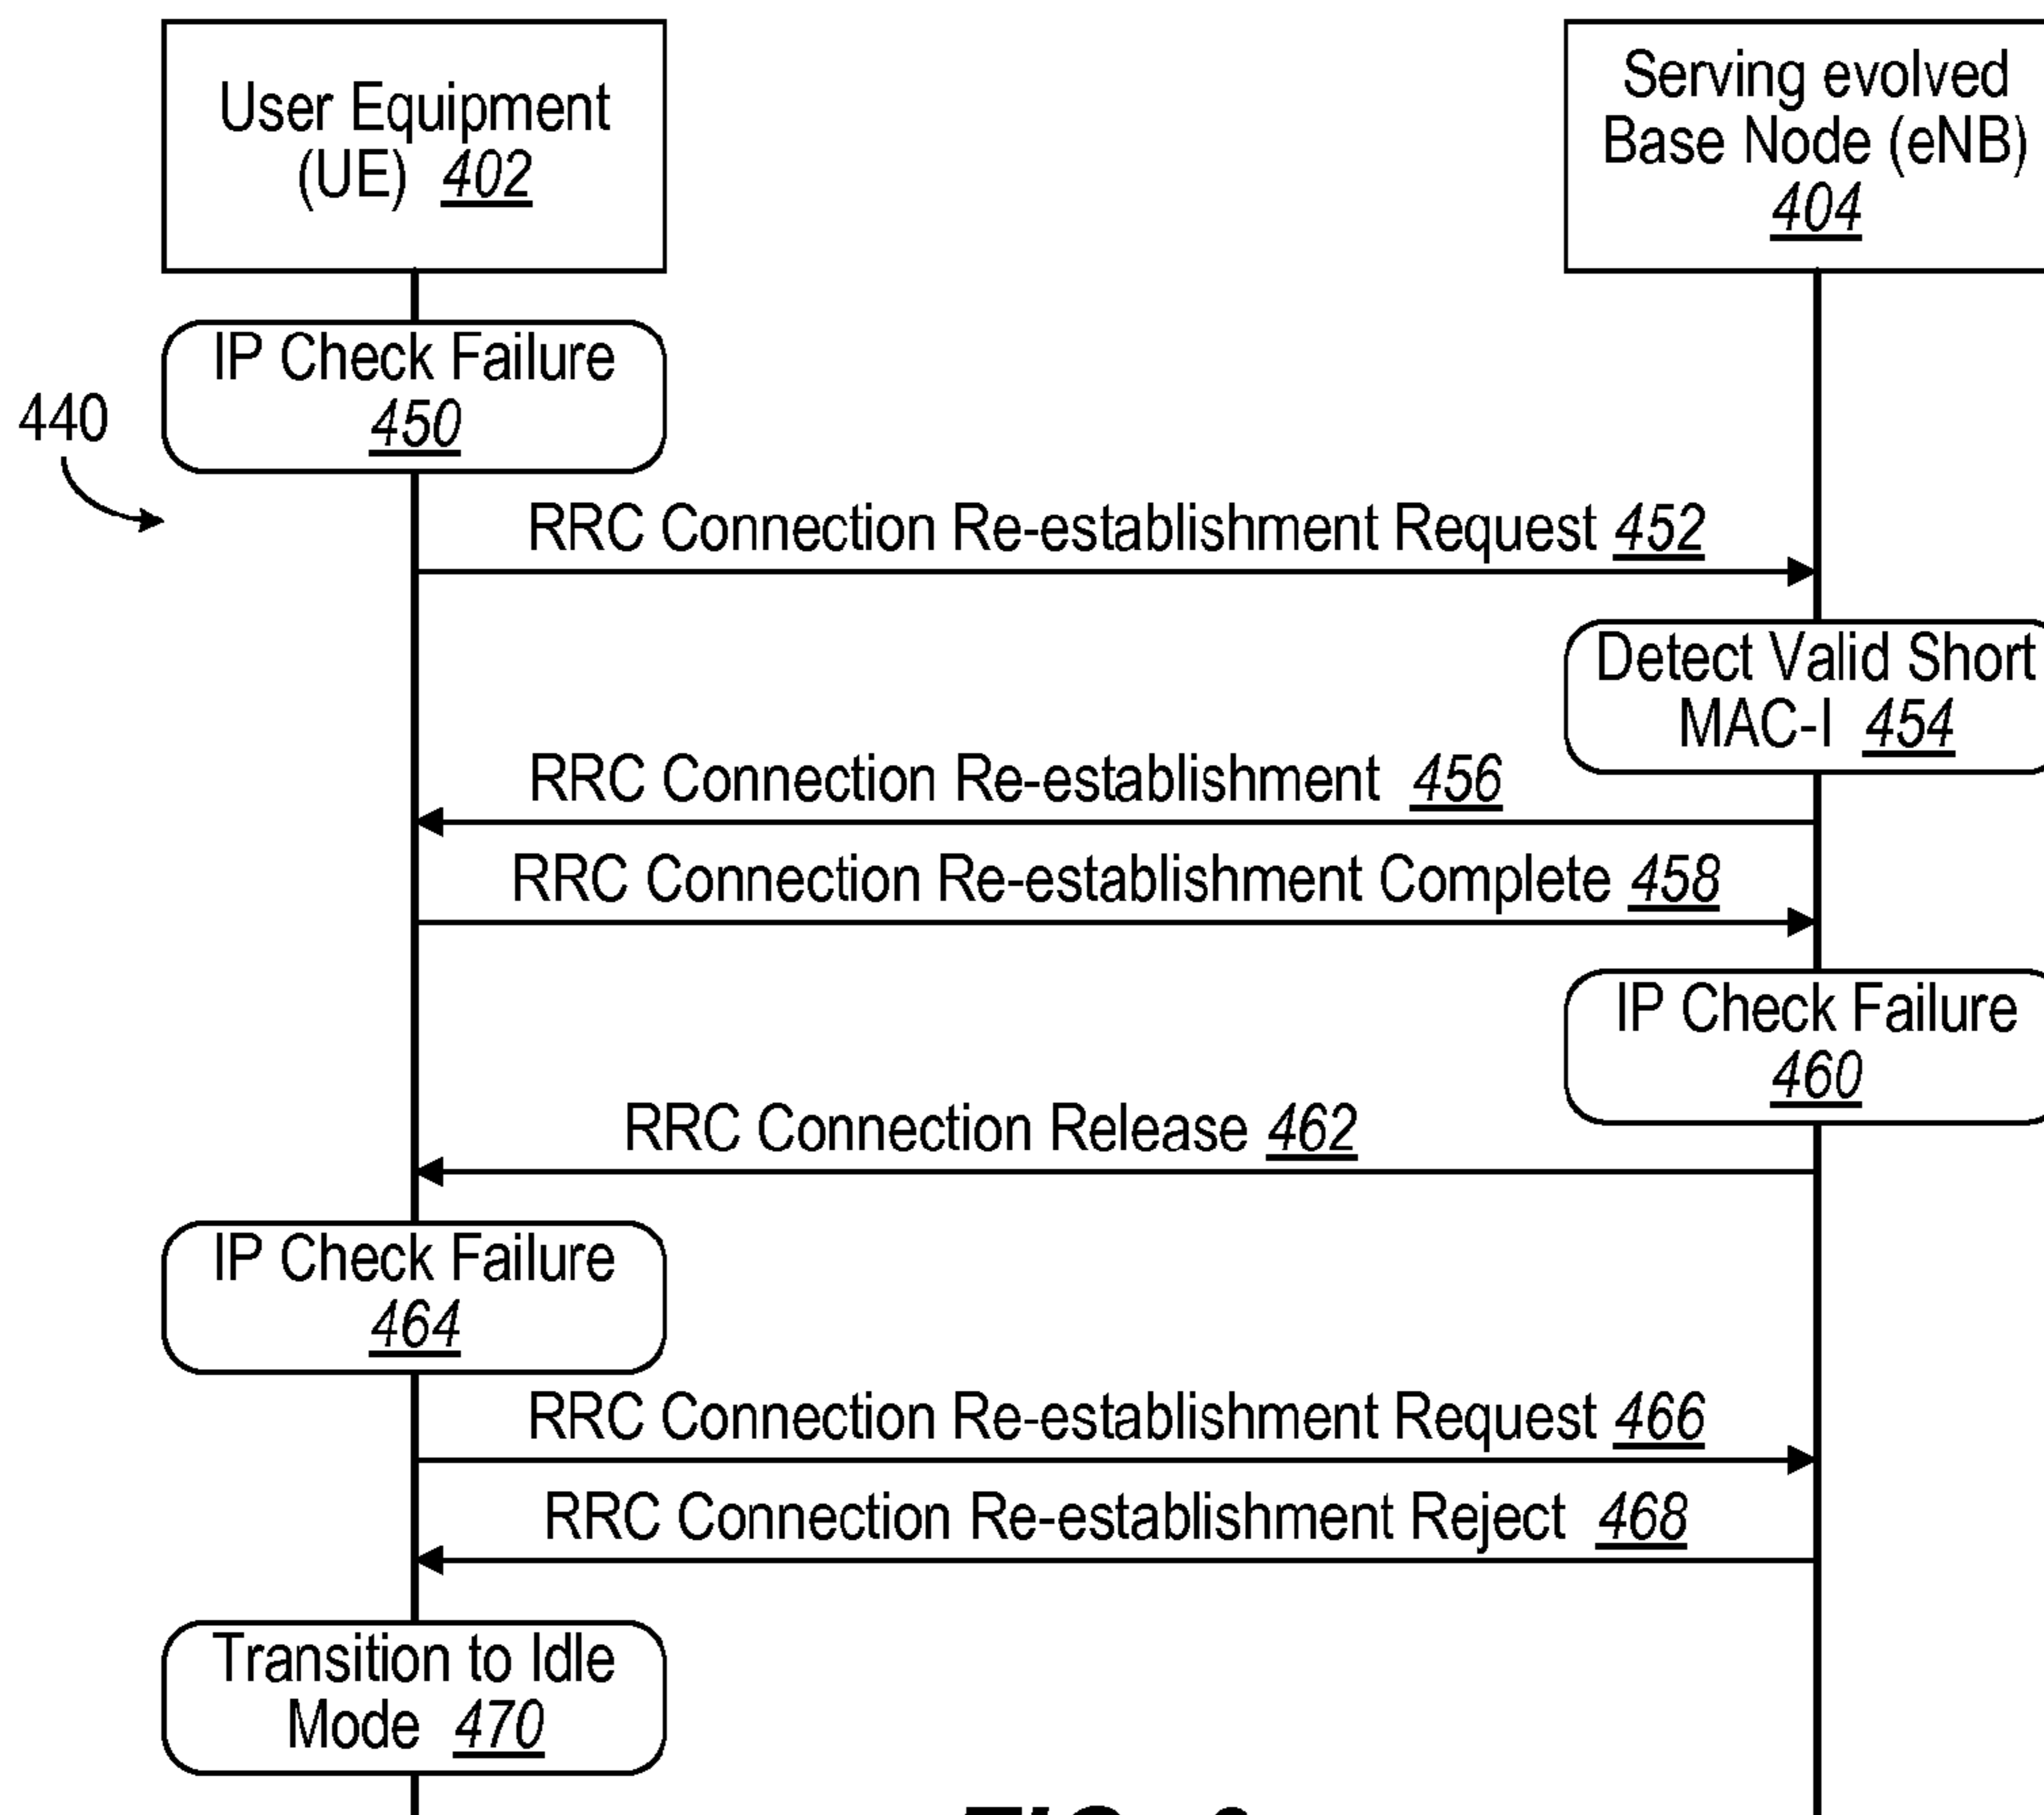 User Equipment
(UE) 402
Serving evolved
Base Node (eNB)
404
IP Check Failure
450
440
RRC Connection Re-establishment Request 452
Detect Valid Short
MAC-I 454
RRC Connection Re-establishment 456
RRC Connection Re-establishment Complete 458
IP Check Failure
460
RRC Connection Release 462
IP Check Failure
464
RRC Connection Re-establishment Request 466
RRC Connection Re-establishment Reject 468
Transition to Idle
Mode 470